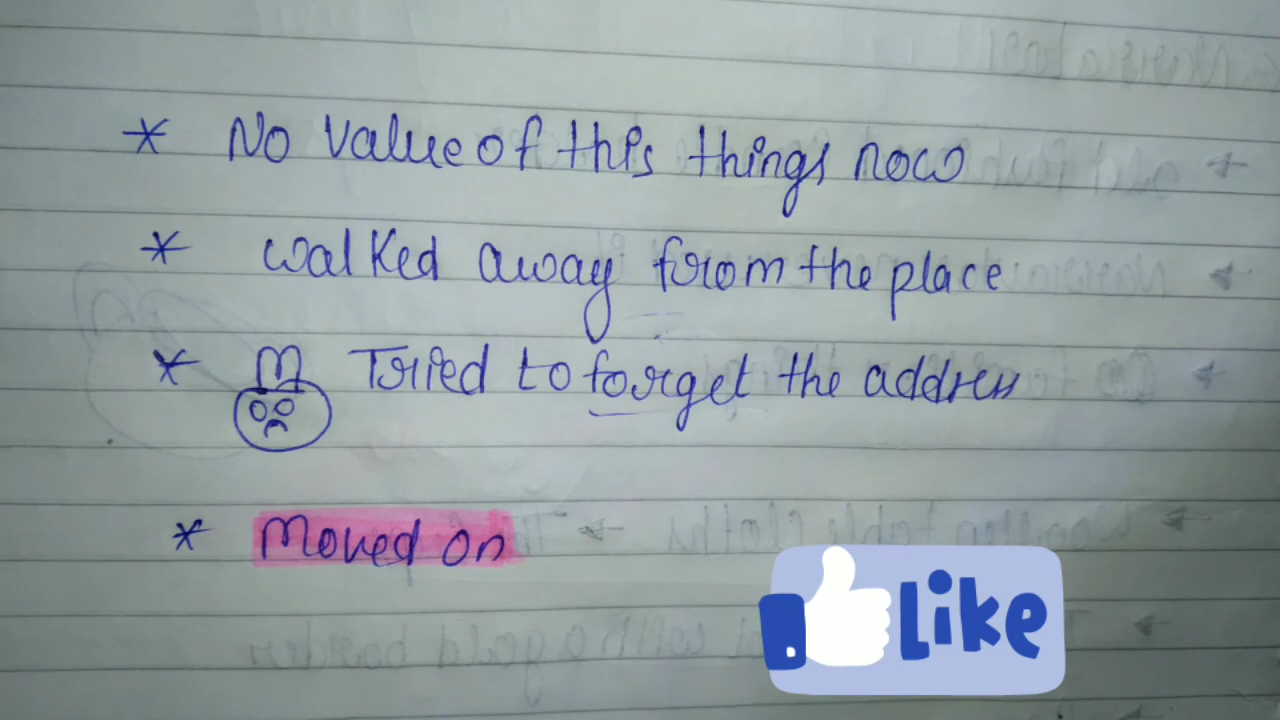 * No value of this things now
* walked away from the place
* Tried to forget the address
* Moved on
Like